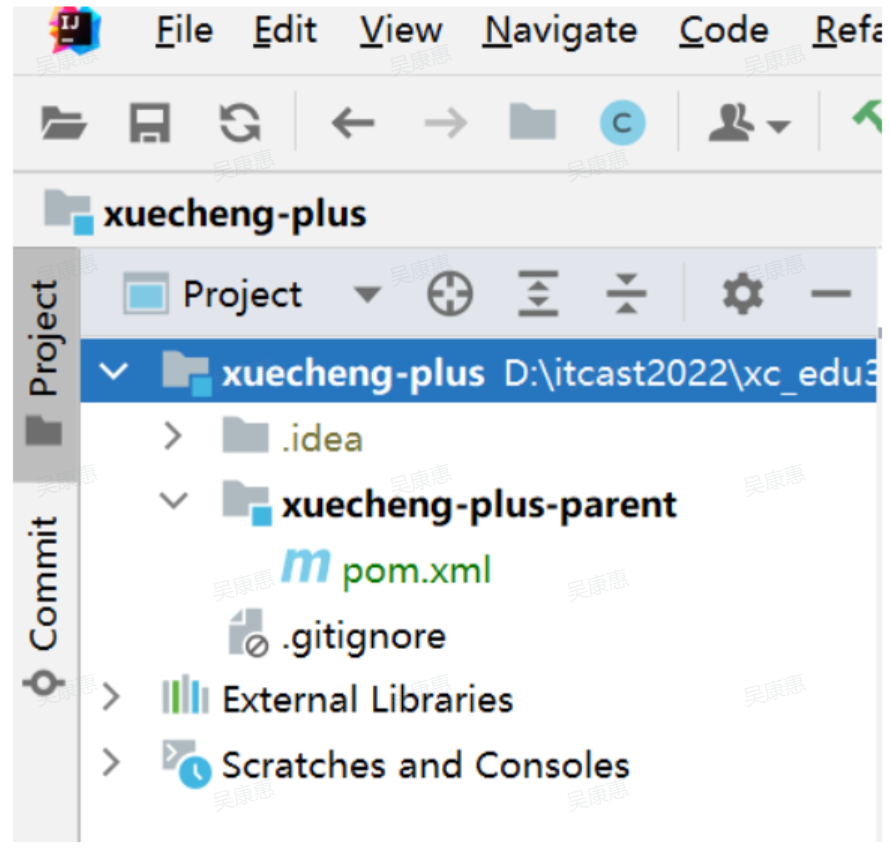 File Edit View Navigate Code Refa
C
xuecheng-plus
Project
Project
xuecheng-plus D:\itcast2022\xc_edu3
.idea
xuecheng-plus-parent
m pom.xml
.gitignore
Commit
External Libraries
Scratches and Consoles
吴康惠